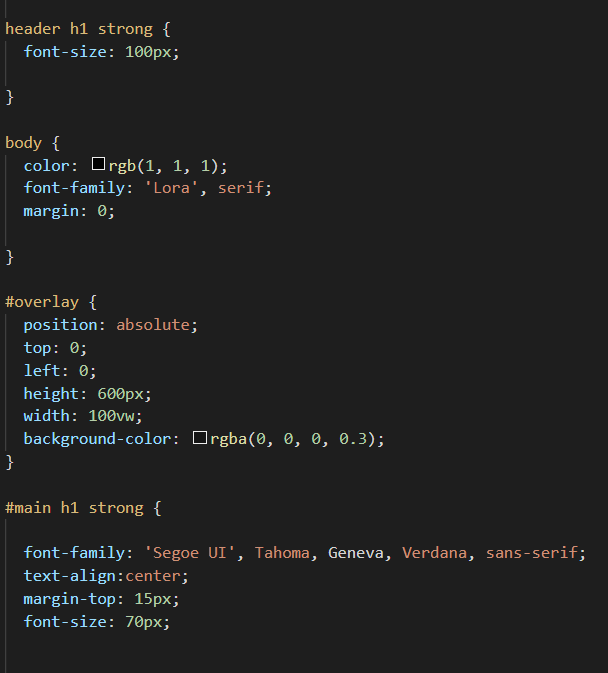 header h1 strong {
  font-size: 100px;
}
body {
  color: rgb(1, 1, 1);
  font-family: 'Lora', serif;
  margin: 0;
}
#overlay {
  position: absolute;
  top: 0;
  left: 0;
  height: 600px;
  width: 100vw;
  background-color: rgba(0, 0, 0, 0.3);
}
#main h1 strong {
  font-family: 'Segoe UI', Tahoma, Geneva, Verdana, sans-serif;
  text-align:center;
  margin-top: 15px;
  font-size: 70px;